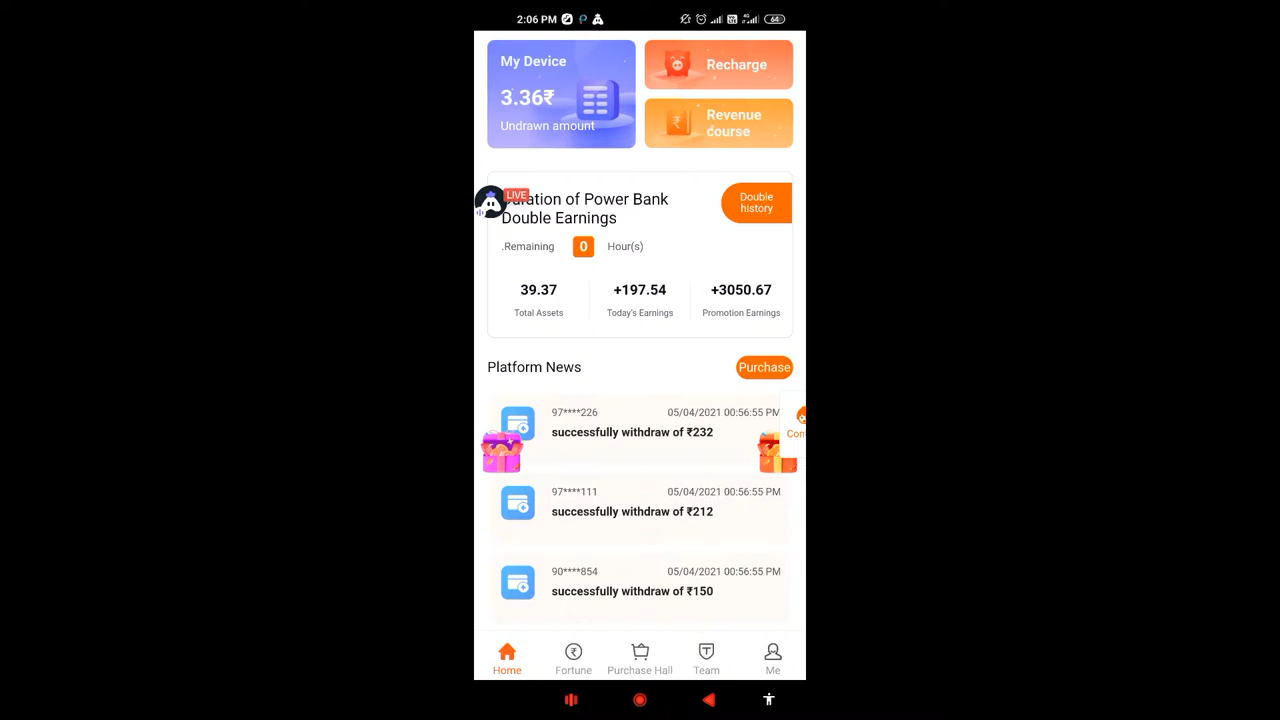 2:06 PM
4G
64
My Device
3.36₹
Undrawn amount
Recharge
Revenue
course
LIVE
uration of Power Bank
Double Earnings
Double
history
.Remaining 0 Hour(s)
39.37 +197.54 +3050.67
Total Assets Today's Earnings Promotion Earnings
Platform News
Purchase
97****226 05/04/2021 00:56:55 PM
successfully withdraw of ₹232
Con
97****111 05/04/2021 00:56:55 PM
successfully withdraw of ₹212
90****854 05/04/2021 00:56:55 PM
successfully withdraw of ₹150
Home Fortune Purchase Hall Team Me